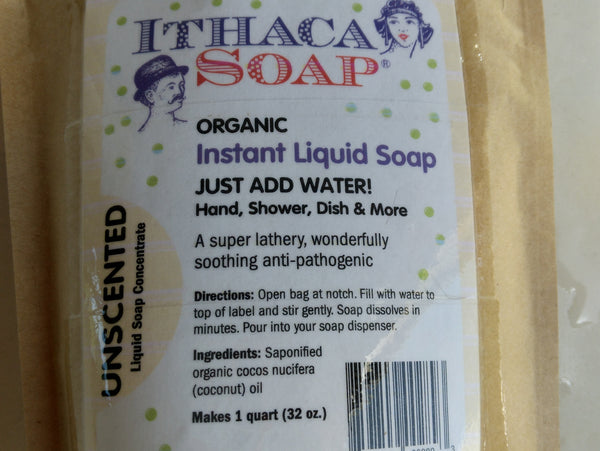 ITHACA
SOAP®
ORGANIC
Instant Liquid Soap
JUST ADD WATER!
Hand, Shower, Dish & More
A super lathery, wonderfully
soothing anti-pathogenic
UNSCENTED
Liquid Soap Concentrate
Directions: Open bag at notch. Fill with water to
top of label and stir gently. Soap dissolves in
minutes. Pour into your soap dispenser.
Ingredients: Saponified
organic cocos nucifera
(coconut) oil
Makes 1 quart (32 oz.)